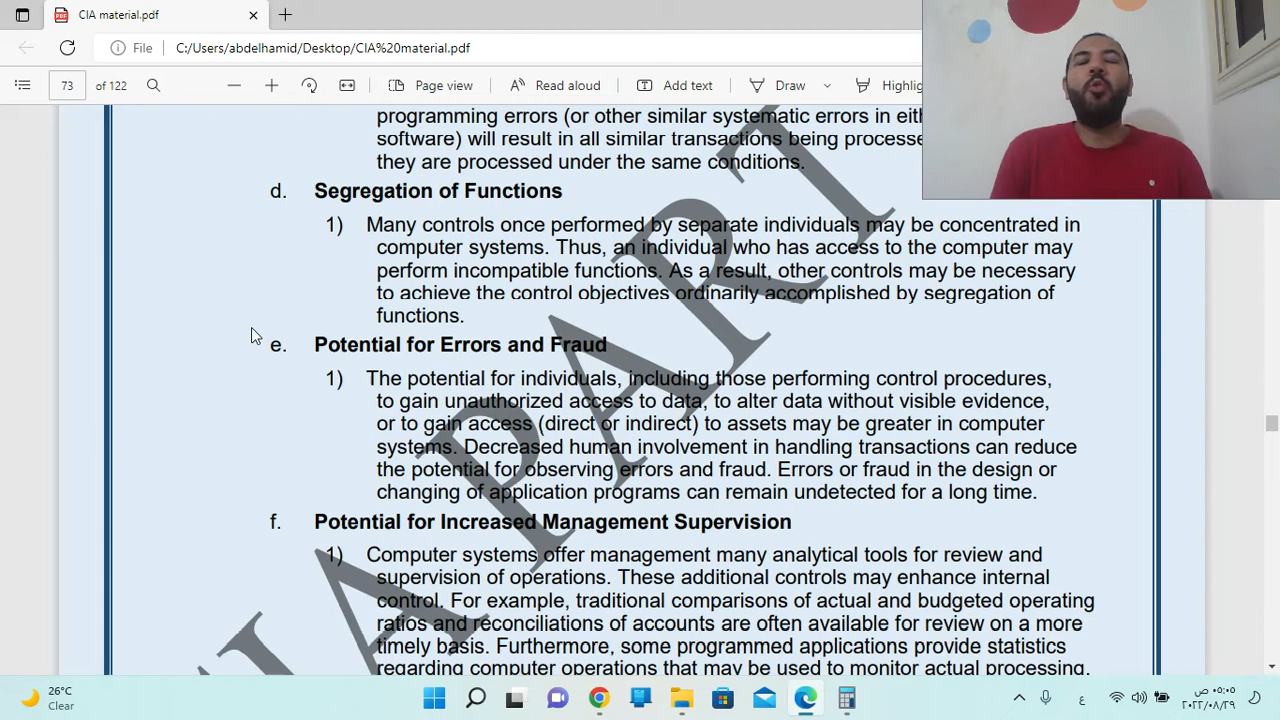 CIA material.pdf
File
C:/Users/abdelhamid/Desktop/CIA%20material.pdf
73
of 122
Page view
Read aloud
Add text
Draw
Highlig
programming errors (or other similar systematic errors in eit
software) will result in all similar transactions being processe
they are processed under the same conditions.
d. Segregation of Functions
1) Many controls once performed by separate individuals may be concentrated in
computer systems. Thus, an individual who has access to the computer may
perform incompatible functions. As a result, other controls may be necessary
to achieve the control objectives ordinarily accomplished by segregation of
functions.
e. Potential for Errors and Fraud
1) The potential for individuals, including those performing control procedures,
to gain unauthorized access to data, to alter data without visible evidence,
or to gain access (direct or indirect) to assets may be greater in computer
systems. Decreased human involvement in handling transactions can reduce
the potential for observing errors and fraud. Errors or fraud in the design or
changing of application programs can remain undetected for a long time.
f. Potential for Increased Management Supervision
1) Computer systems offer management many analytical tools for review and
supervision of operations. These additional controls may enhance internal
control. For example, traditional comparisons of actual and budgeted operating
ratios and reconciliations of accounts are often available for review on a more
timely basis. Furthermore, some programmed applications provide statistics
regarding computer operations that may be used to monitor actual processing.
IA PART
26°C
Clear
ع
٠٥:٠٥ ص
٢٠٢٢/٠٨/٢٩